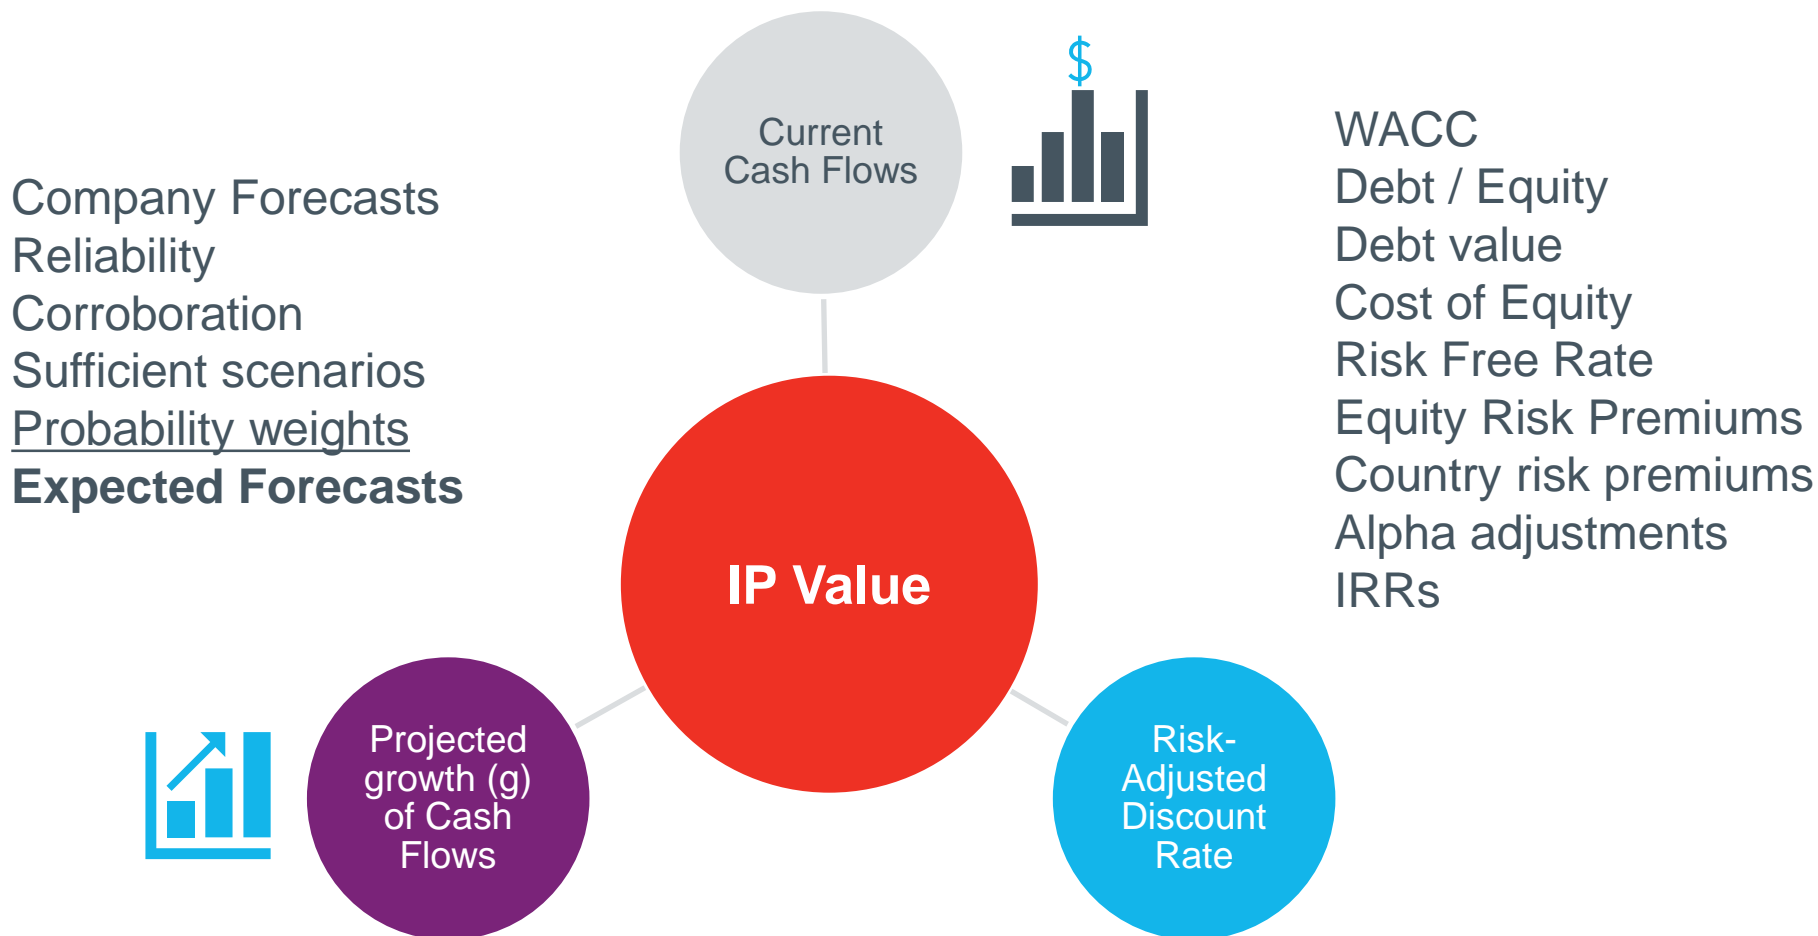 $
Current
Cash Flows
Company Forecasts
Reliability
Corroboration
Sufficient scenarios
Probability weights
Expected Forecasts
WACC
Debt / Equity
Debt value
Cost of Equity
Risk Free Rate
Equity Risk Premiums
Country risk premiums
Alpha adjustments
IRRs
IP Value
Projected
growth (g)
of Cash
Flows
Risk-
Adjusted
Discount
Rate